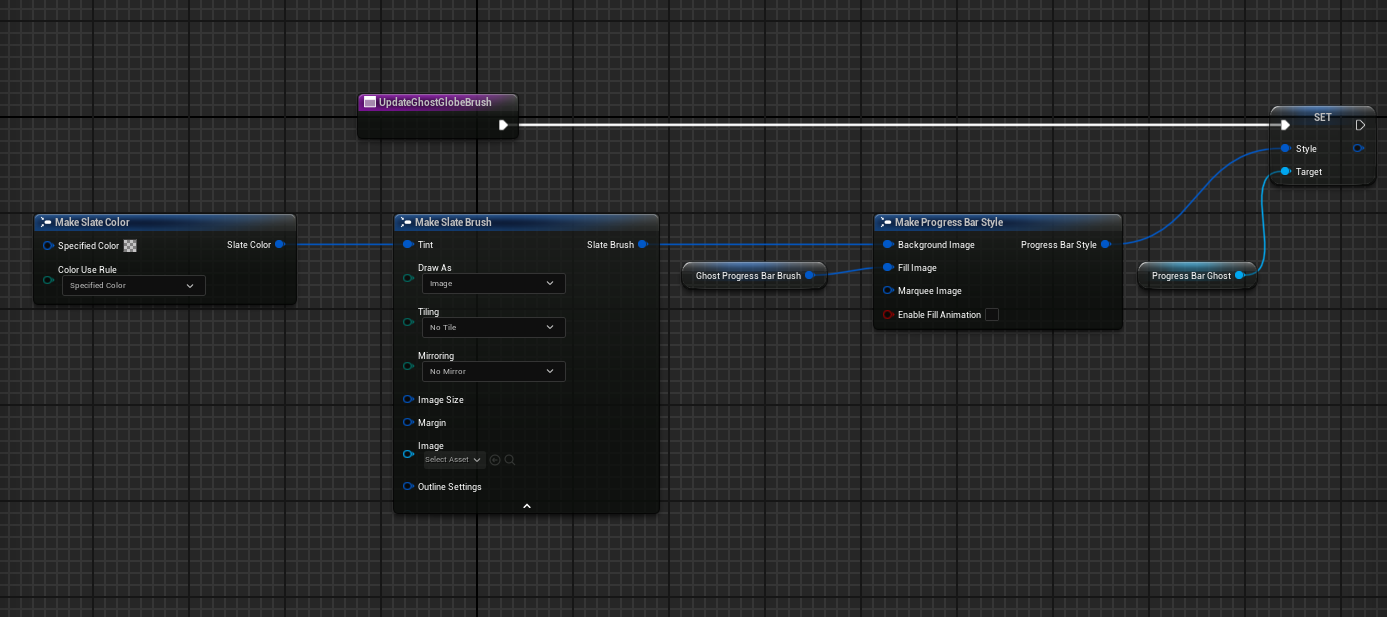 UpdateGhostGlobeBrush
SET
Style
Target
Make Slate Color
Specified Color
Slate Color
Color Use Rule
Specified Color
Make Slate Brush
Tint
Slate Brush
Draw As
Image
Tiling
No Tile
Mirroring
No Mirror
Image Size
Margin
Image
Select Asset
Outline Settings
Ghost Progress Bar Brush
Make Progress Bar Style
Background Image
Progress Bar Style
Fill Image
Marquee Image
Enable Fill Animation
Progress Bar Ghost